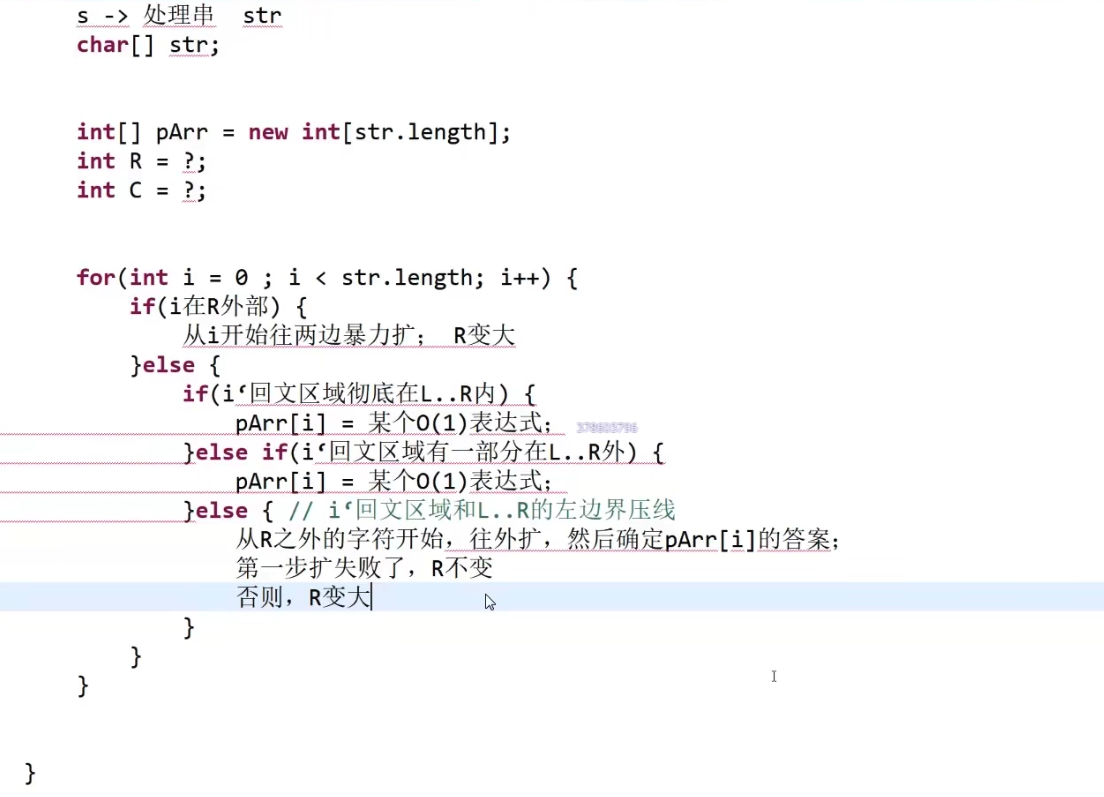 s -> 处理串  str
char[] str;
int[] pArr = new int[str.length];
int R = ?;
int C = ?;
for(int i = 0 ; i < str.length; i++) {
if(i在R外部) {
从i开始往两边暴力扩； R变大
}else {
if(i‘回文区域彻底在L..R内) {
pArr[i] = 某个O(1)表达式；
}else if(i‘回文区域有一部分在L..R外) {
pArr[i] = 某个O(1)表达式；
}else { // i‘回文区域和L..R的左边界压线
从R之外的字符开始，往外扩，然后确定pArr[i]的答案；
第一步扩失败了，R不变
否则，R变大
}
}
}
}